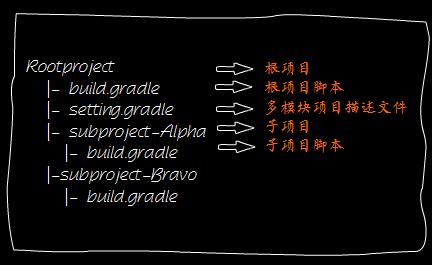 Rootproject 根项目
|- build.gradle 根项目脚本
|- setting.gradle 多模块项目描述文件
|- subproject-Alpha 子项目
|- build.gradle 子项目脚本
|-subproject-Bravo
|- build.gradle